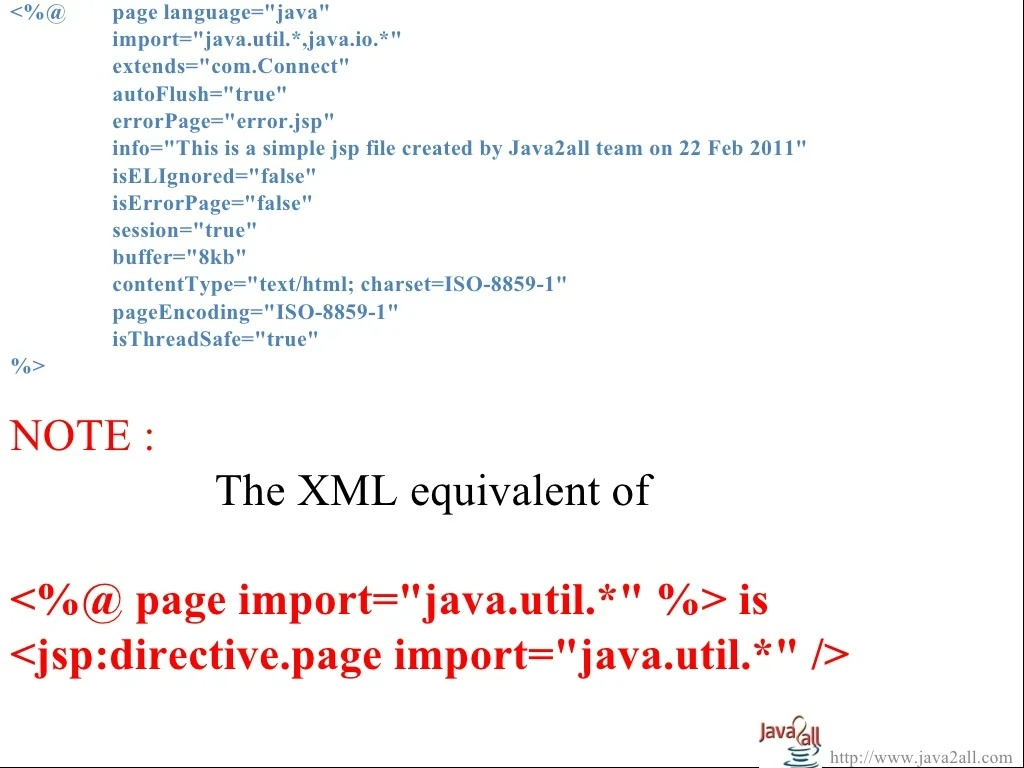 <%@ page language="java"
import="java.util.*,java.io.*"
extends="com.Connect"
autoFlush="true"
errorPage="error.jsp"
info="This is a simple jsp file created by Java2all team on 22 Feb 2011"
isELIgnored="false"
isErrorPage="false"
session="true"
buffer="8kb"
contentType="text/html; charset=ISO-8859-1"
pageEncoding="ISO-8859-1"
isThreadSafe="true"
%>
NOTE :
The XML equivalent of
<%@ page import="java.util.*" %> is
<jsp:directive.page import="java.util.*" />
Java2all
http://www.java2all.com